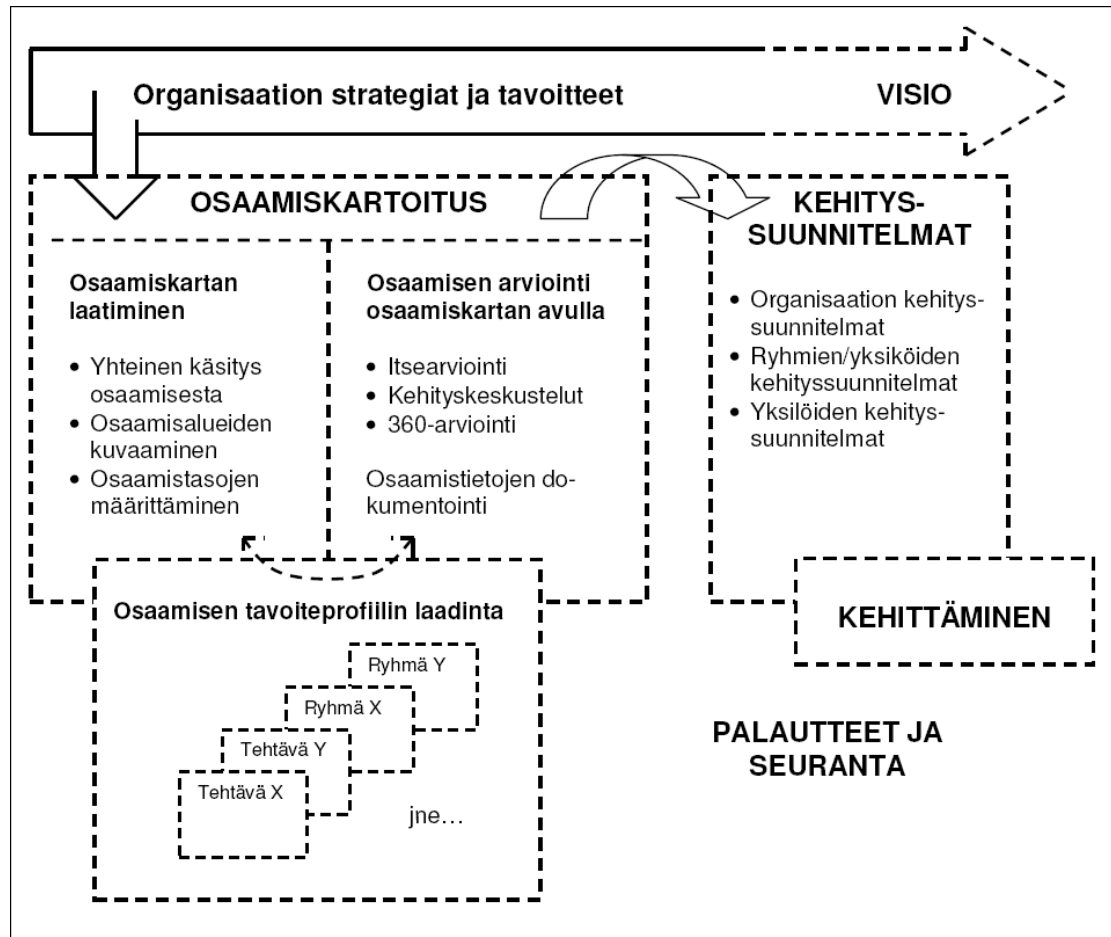 Organisaation strategiat ja tavoitteet
VISIO
OSAAMISKARTOITUS
Osaamiskartan
laatiminen
• Yhteinen käsitys
osaamisesta
• Osaamisalueiden
kuvaaminen
• Osaamistasojen
määrittäminen
Osaamisen arviointi
osaamiskartan avulla
• Itsearviointi
• Kehityskeskustelut
• 360-arviointi
Osaamistietojen do-
kumentointi
Osaamisen tavoiteprofiilin laadinta
Ryhmä Y
Ryhmä X
Tehtävä Y
Tehtävä X
jne…
KEHITYS-
SUUNNITELMAT
• Organisaation kehitys-
suunnitelmat
• Ryhmien/yksiköiden
kehityssuunnitelmat
• Yksilöiden kehitys-
suunnitelmat
KEHITTÄMINEN
PALAUTTEET JA
SEURANTA